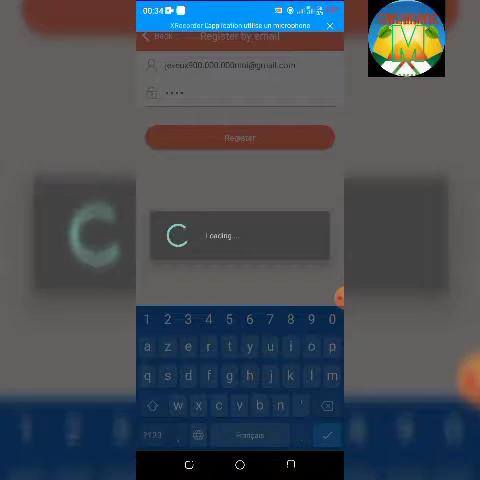 00:34
XRecorder L'application utilise un microphone
Back
Register by email
jeveux900.000.000mmi@gmail.com
Register
Loading...
1 2 3 4 5 6 7 8 9 0
a z e r t y u i o p
q s d f g h j k l m
w x c v b n '
?123 , Français .
M